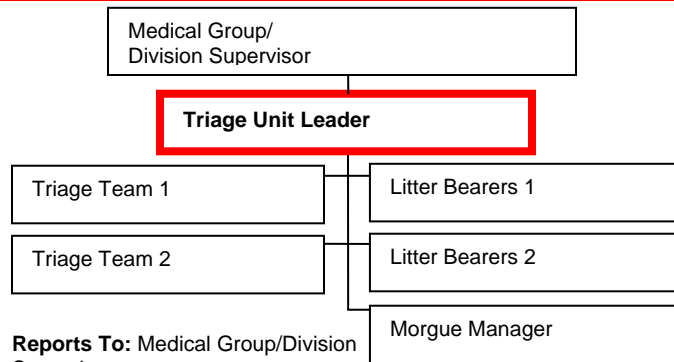 Medical Group/
Division Supervisor
Triage Unit Leader
Triage Team 1
Litter Bearers 1
Triage Team 2
Litter Bearers 2
Morgue Manager
Reports To: Medical Group/Division